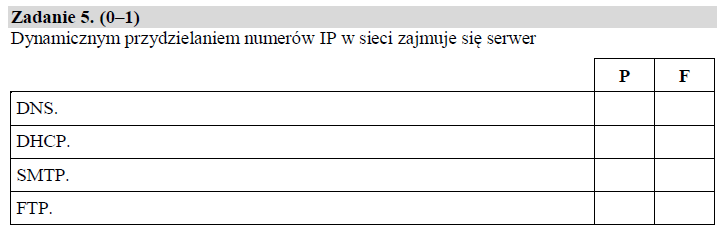 Zadanie 5. (0–1)
Dynamicznym przydzielaniem numerów IP w sieci zajmuje się serwer
P F
DNS.
DHCP.
SMTP.
FTP.